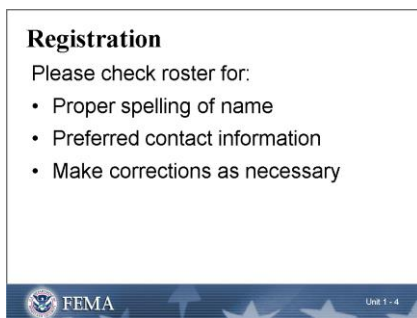 Registration
Please check roster for:
• Proper spelling of name
• Preferred contact information
• Make corrections as necessary
FEMA
Unit 1 - 4